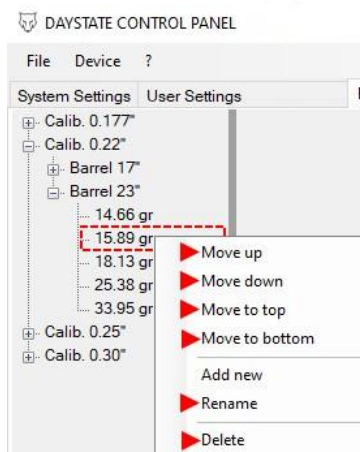 DAYSTATE CONTROL PANEL
File Device ?
System Settings User Settings
Calib. 0.177"
Calib. 0.22"
Barrel 17"
Barrel 23"
14.66 gr
15.89 gr
18.13 gr
25.38 gr
33.95 gr
Calib. 0.25"
Calib. 0.30"
Move up
Move down
Move to top
Move to bottom
Add new
Rename
Delete